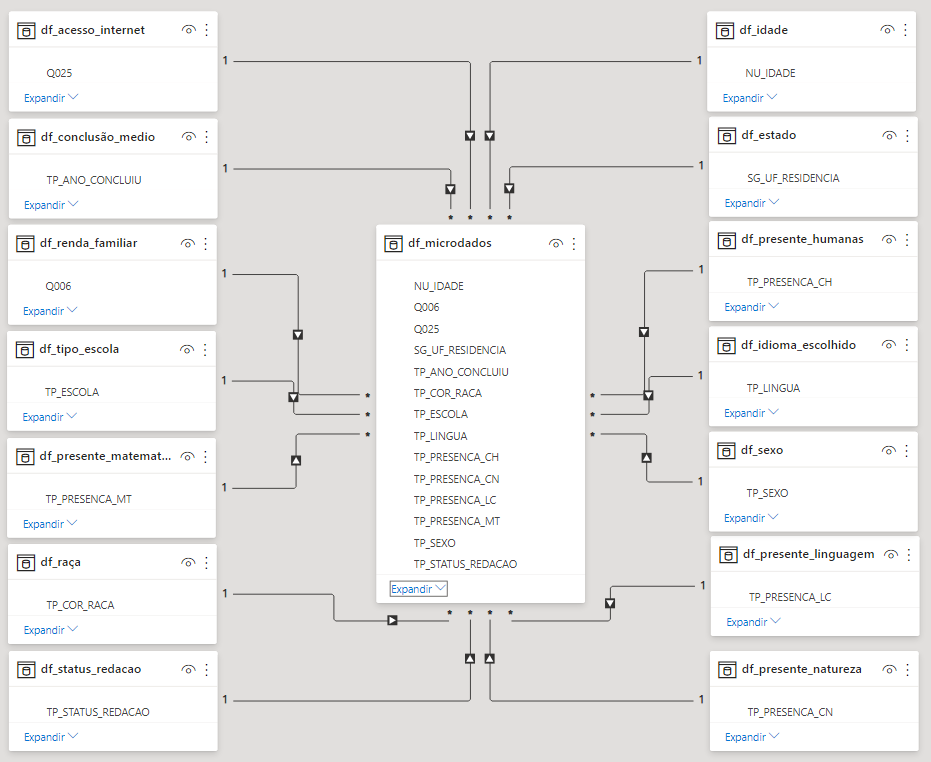 df_acesso_internet
Q025
Expandir
df_conclusão_medio
TP_ANO_CONCLUIU
Expandir
df_renda_familiar
Q006
Expandir
df_tipo_escola
TP_ESCOLA
Expandir
df_presente_matemat...
TP_PRESENCA_MT
Expandir
df_raça
TP_COR_RACA
Expandir
df_status_redacao
TP_STATUS_REDACAO
Expandir
1
1
1
1
1
1
1
* * * *
df_microdados
NU_IDADE
Q006
Q025
SG_UF_RESIDENCIA
TP_ANO_CONCLUIU
TP_COR_RACA
TP_ESCOLA
TP_LINGUA
TP_PRESENCA_CH
TP_PRESENCA_CN
TP_PRESENCA_LC
TP_PRESENCA_MT
TP_SEXO
TP_STATUS_REDACAO
Expandir
*
*
*
*
*
*
* * * *
1
1
1
1
1
1
1
df_idade
NU_IDADE
Expandir
df_estado
SG_UF_RESIDENCIA
Expandir
df_presente_humanas
TP_PRESENCA_CH
Expandir
df_idioma_escolhido
TP_LINGUA
Expandir
df_sexo
TP_SEXO
Expandir
df_presente_linguagem
TP_PRESENCA_LC
Expandir
df_presente_natureza
TP_PRESENCA_CN
Expandir